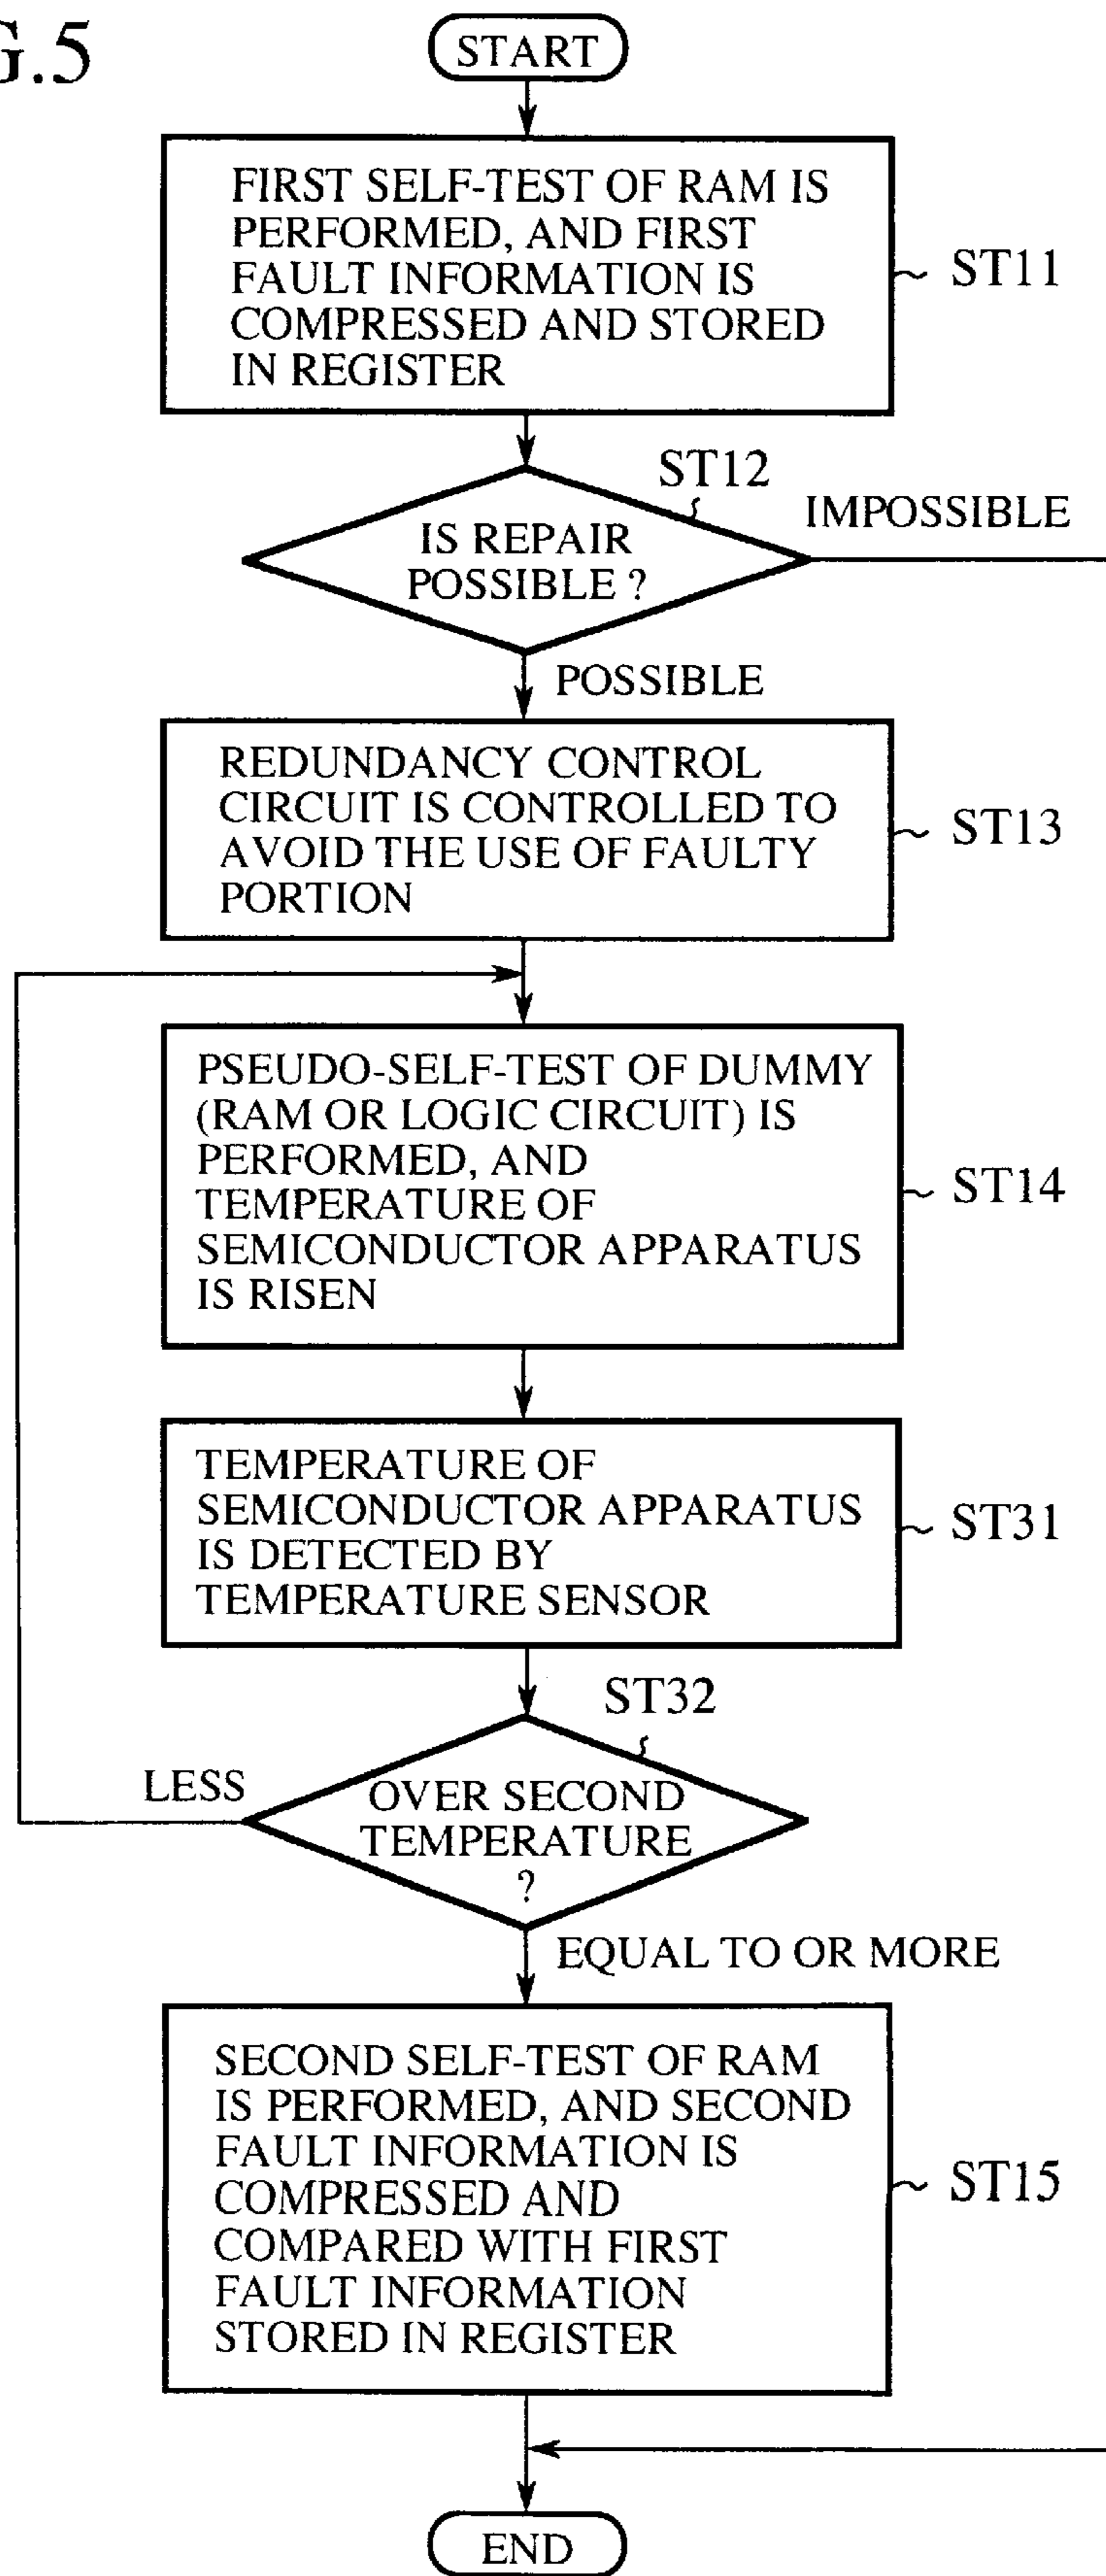 G.5
START
FIRST SELF-TEST OF RAM IS
PERFORMED, AND FIRST
FAULT INFORMATION IS
COMPRESSED AND STORED
IN REGISTER
ST11
ST12
IS REPAIR
POSSIBLE ?
IMPOSSIBLE
POSSIBLE
REDUNDANCY CONTROL
CIRCUIT IS CONTROLLED TO
AVOID THE USE OF FAULTY
PORTION
ST13
PSEUDO-SELF-TEST OF DUMMY
(RAM OR LOGIC CIRCUIT) IS
PERFORMED, AND
TEMPERATURE OF
SEMICONDUCTOR APPARATUS
IS RISEN
ST14
TEMPERATURE OF
SEMICONDUCTOR APPARATUS
IS DETECTED BY
TEMPERATURE SENSOR
ST31
ST32
LESS
OVER SECOND
TEMPERATURE
?
EQUAL TO OR MORE
SECOND SELF-TEST OF RAM
IS PERFORMED, AND SECOND
FAULT INFORMATION IS
COMPRESSED AND
COMPARED WITH FIRST
FAULT INFORMATION
STORED IN REGISTER
ST15
END